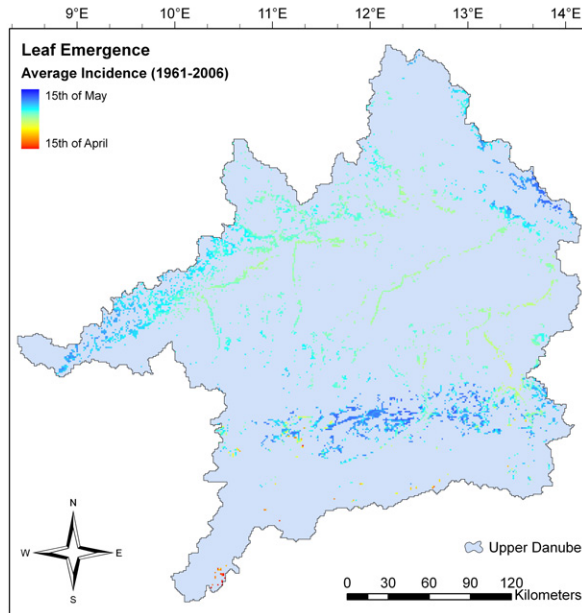 9°E 10°E 11°E 12°E 13°E 14°E
Leaf Emergence
Average Incidence (1961-2006)
15th of May
15th of April
N
W E
S
Upper Danube
0 15 30 60 90 120
Kilometers